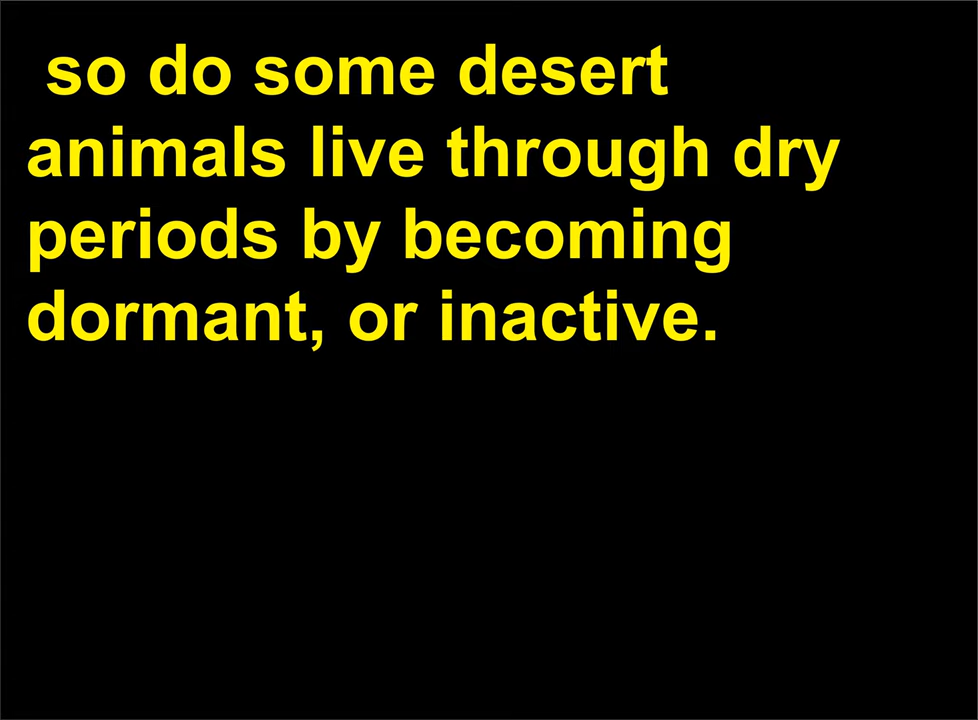 so do some desert
animals live through dry
periods by becoming
dormant, or inactive.